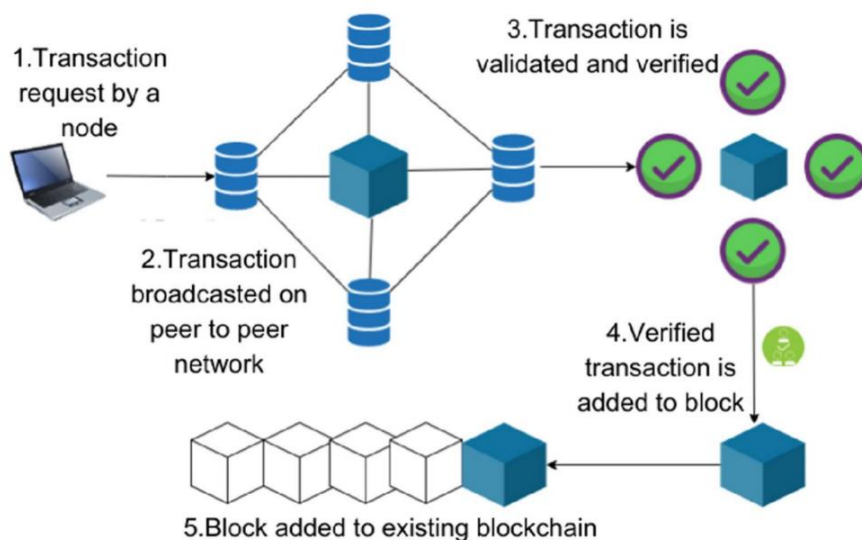 1.Transaction
request by a
node
2.Transaction
broadcasted on
peer to peer
network
3.Transaction is
validated and verified
4.Verified
transaction is
added to block
5.Block added to existing blockchain